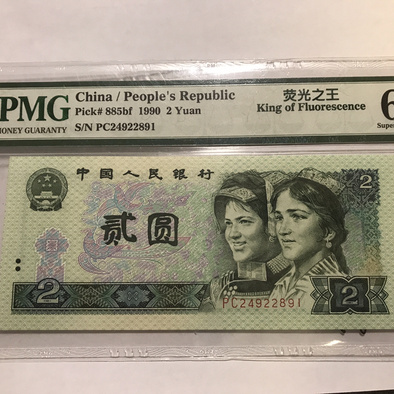 PMG
MONEY GUARANTY
China / People's Republic
Pick# 885bf 1990 2 Yuan
S/N PC24922891
荧光之王
King of Fluorescence
6
Super
中国人民银行
贰圆
2
2
2
PC24922891